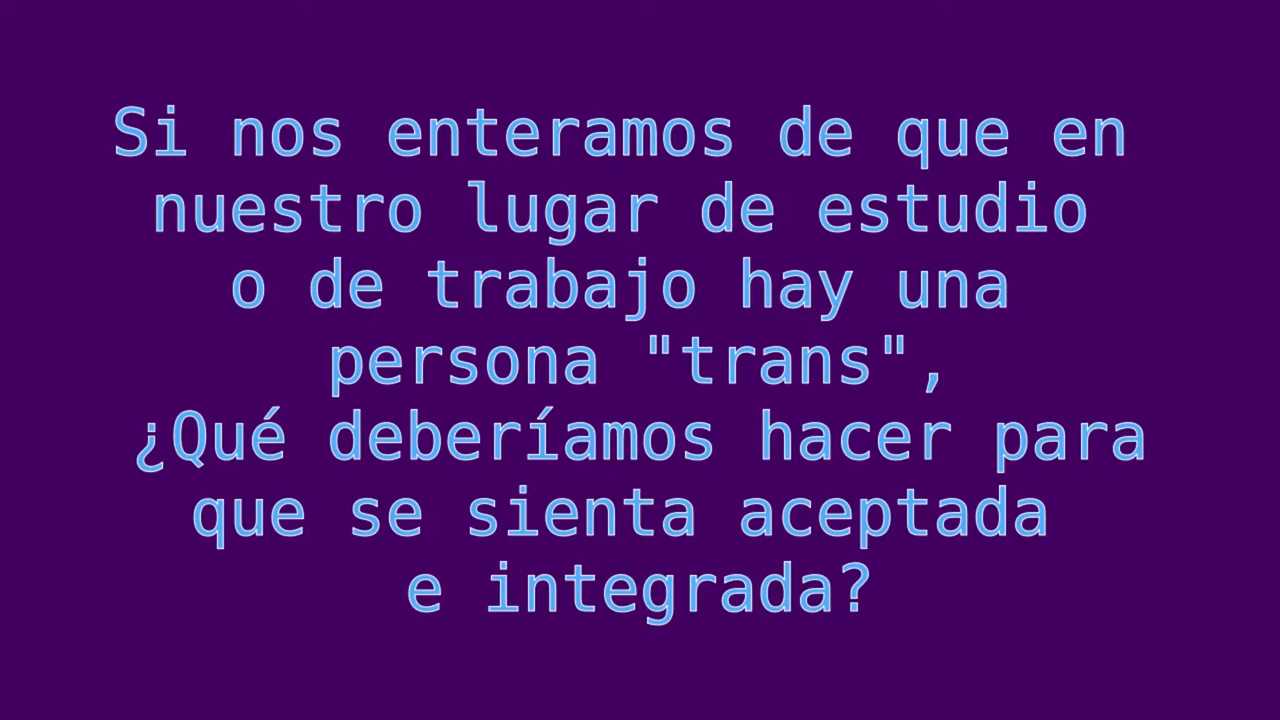 Si nos enteramos de que en
nuestro lugar de estudio
o de trabajo hay una
persona "trans",
¿Qué deberíamos hacer para
que se sienta aceptada
e integrada?